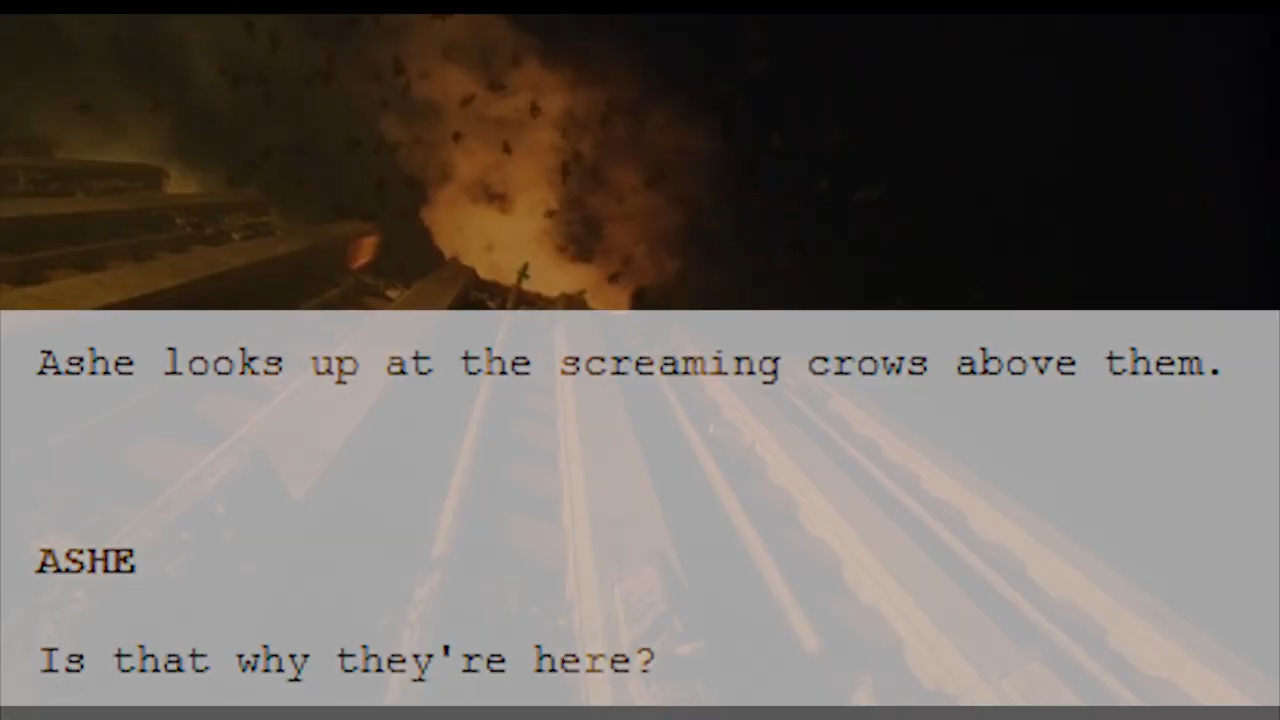 Ashe looks up at the screaming crows above them.
ASHE
Is that why they're here?